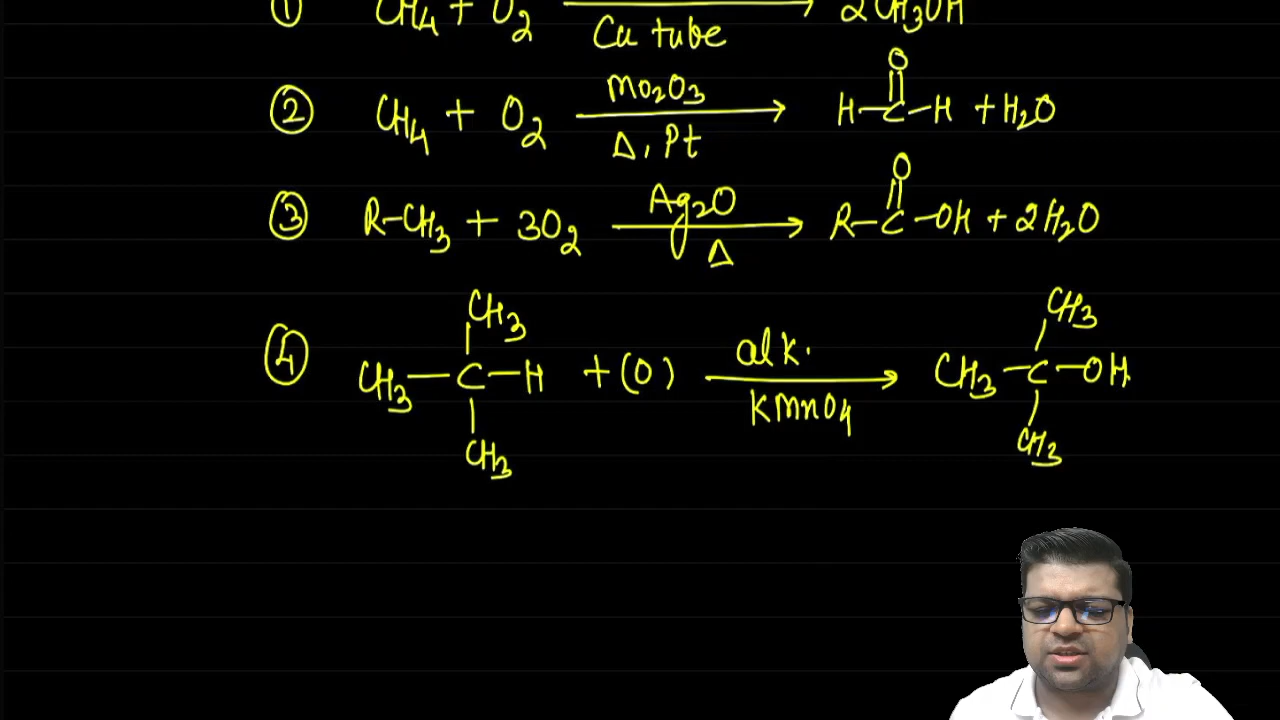 ① CH4 + O2 Cu tube → 2CH3OH
② CH4 + O2 Mo2O3 Δ, Pt → H-C(=O)-H + H2O
③ R-CH3 + 3O2 Ag2O Δ → R-C(=O)-OH + 2H2O
CH3 CH3
④ CH3-C-H + (O) alk. KMnO4 → CH3-C-OH
CH3 CH3